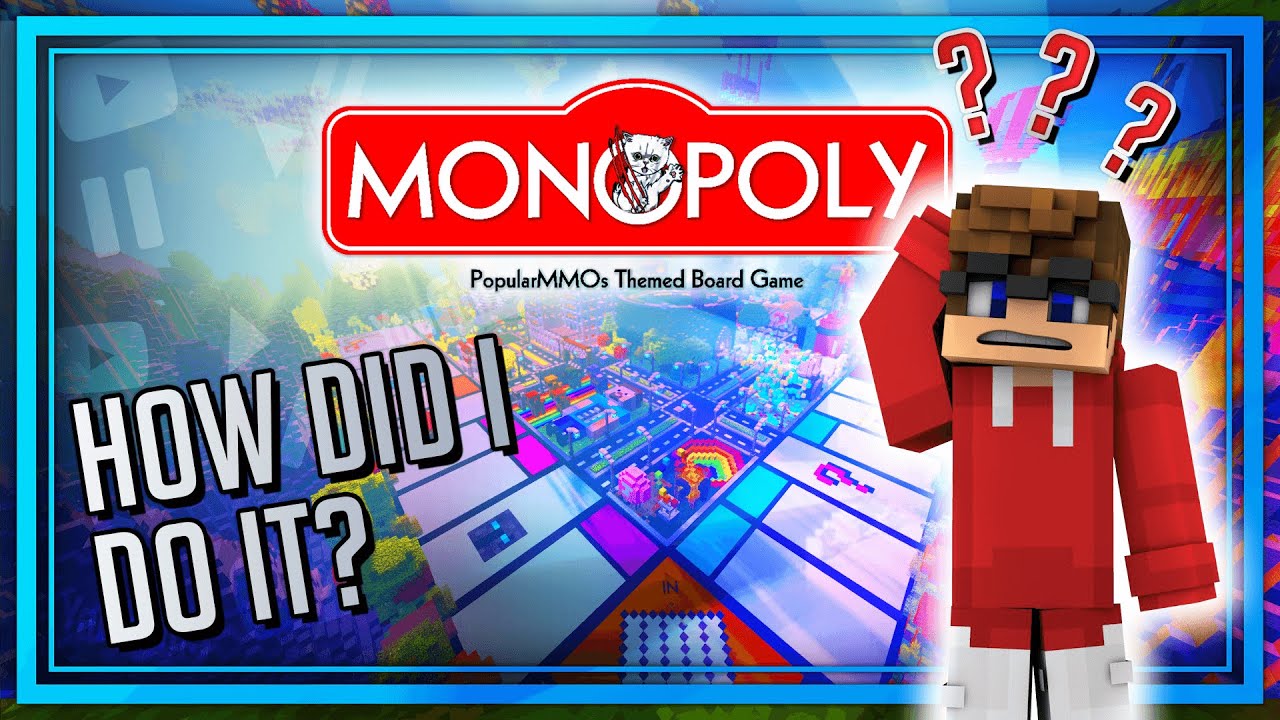 ???
MONOPOLY
PopularMMOs Themed Board Game
HOW DID I
DO IT?
IN